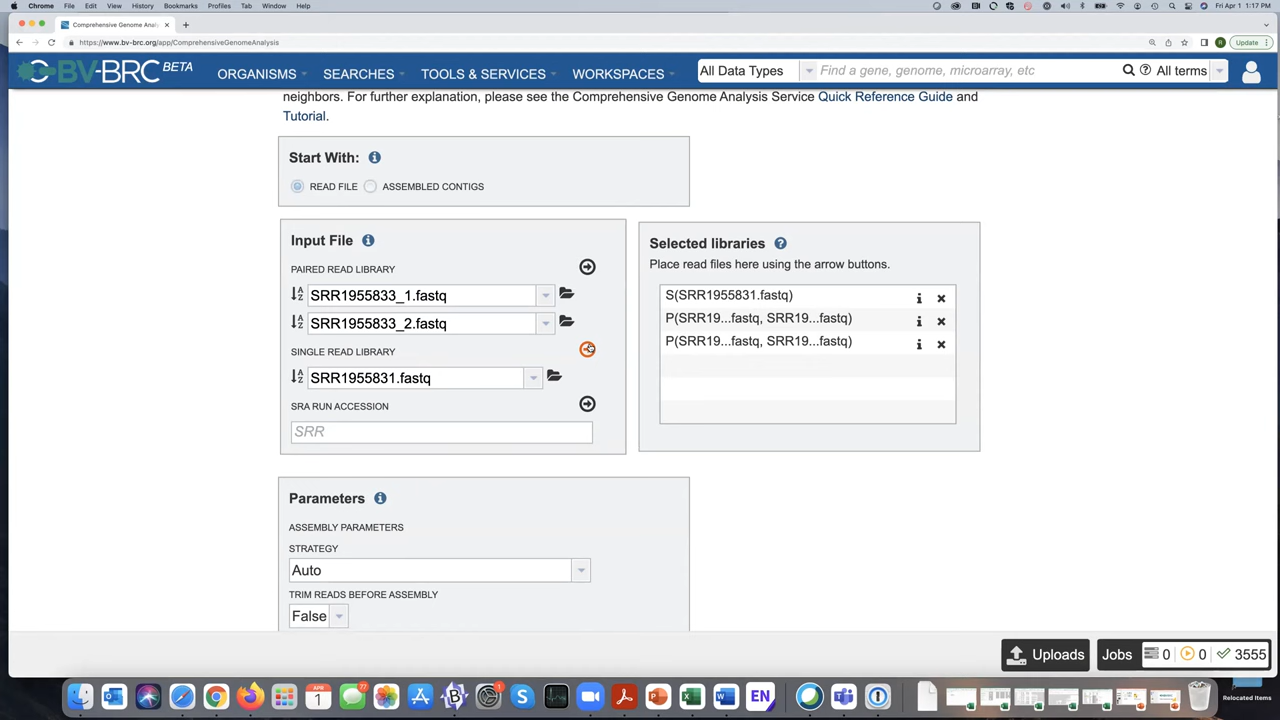 Chrome File Edit View History Bookmarks Profiles Tab Window Help
Fri Apr 1 1:17 PM
Comprehensive Genome Anal
https://www.bv-brc.org/app/ComprehensiveGenomeAnalysis
R
Update
BV-BRC BETA
ORGANISMS SEARCHES TOOLS & SERVICES WORKSPACES
All Data Types Find a gene, genome, microarray, etc All terms
neighbors. For further explanation, please see the Comprehensive Genome Analysis Service Quick Reference Guide and
Tutorial.
Start With:
READ FILE ASSEMBLED CONTIGS
Input File
PAIRED READ LIBRARY
SRR1955833_1.fastq
SRR1955833_2.fastq
SINGLE READ LIBRARY
SRR1955831.fastq
SRA RUN ACCESSION
SRR
Selected libraries
Place read files here using the arrow buttons.
S(SRR1955831.fastq)
P(SRR19...fastq, SRR19...fastq)
P(SRR19...fastq, SRR19...fastq)
Parameters
ASSEMBLY PARAMETERS
STRATEGY
Auto
TRIM READS BEFORE ASSEMBLY
False
Uploads Jobs 0 0 3555
APR
1
EN
Relocated Items